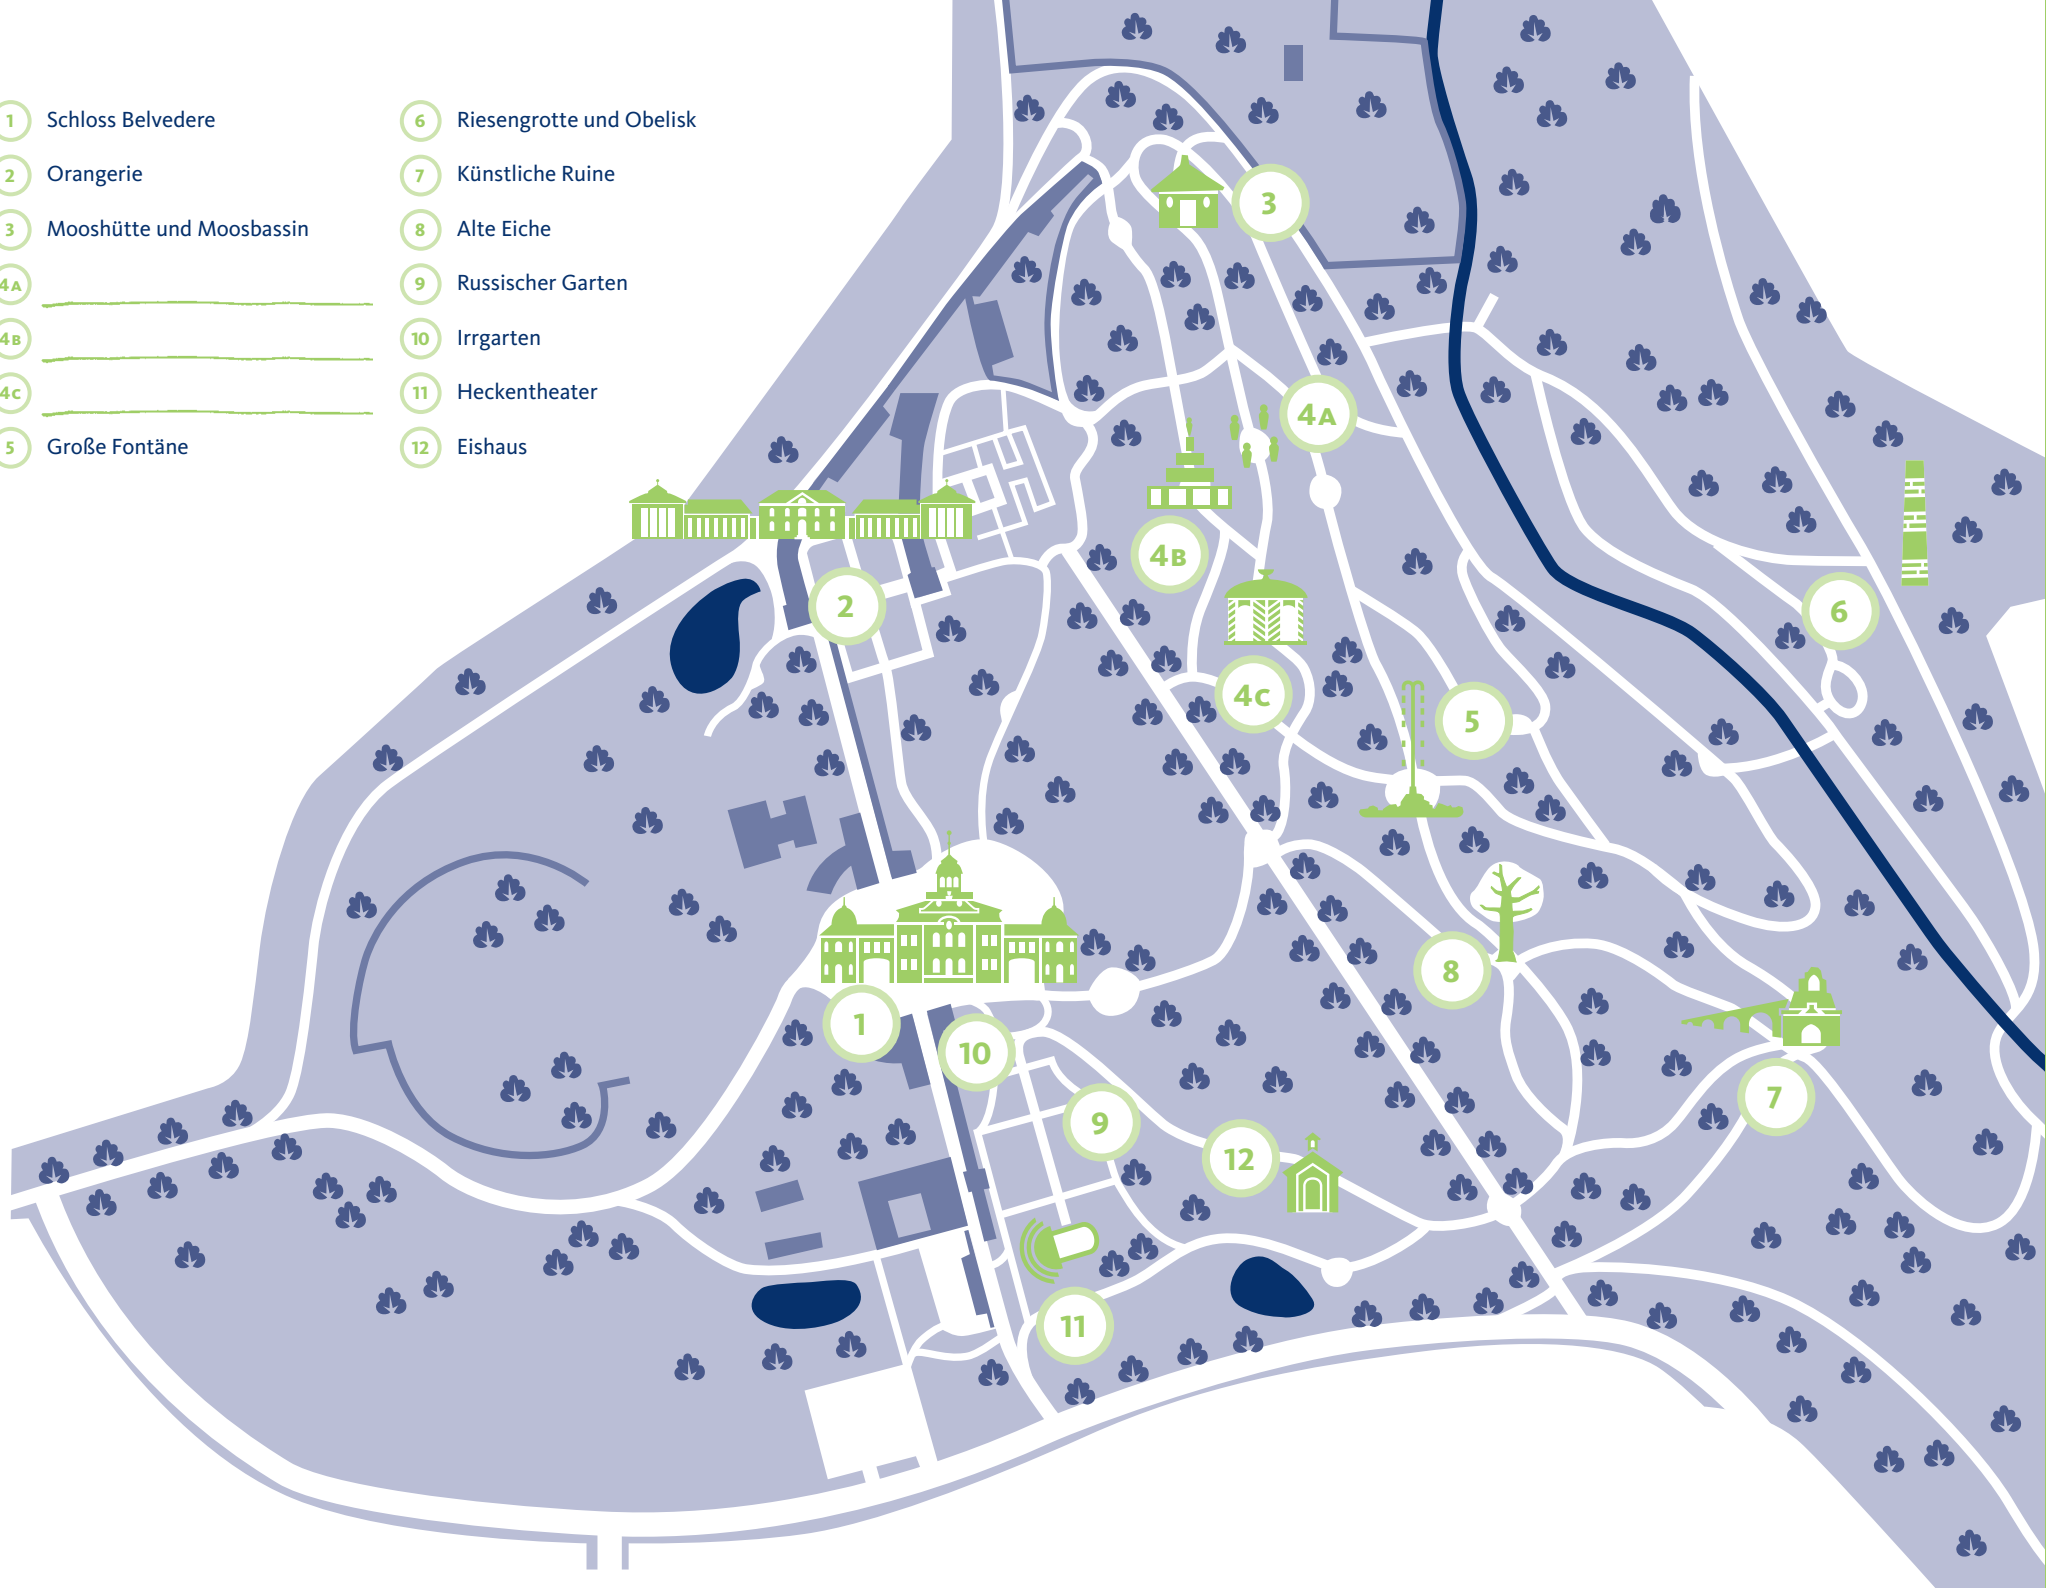 1 Schloss Belvedere
2 Orangerie
3 Mooshütte und Moosbassin
4A
4B
4C
5 Große Fontäne
6 Riesengrotte und Obelisk
7 Künstliche Ruine
8 Alte Eiche
9 Russischer Garten
10 Irrgarten
11 Heckentheater
12 Eishaus
3
4A
4B
2
6
4C
5
8
1
10
7
9
12
11